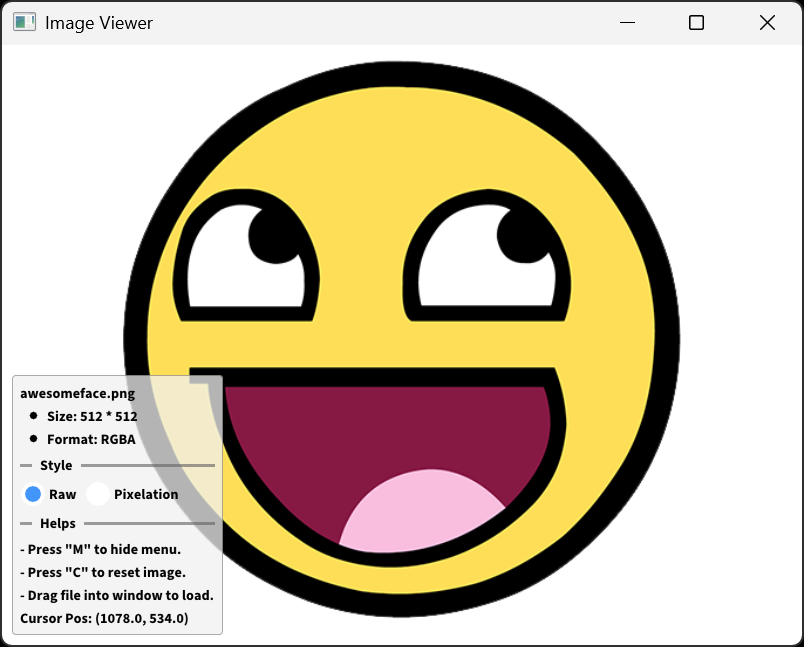 Image Viewer
awesomeface.png
Size: 512 * 512
Format: RGBA
Style
Raw Pixelation
Helps
- Press "M" to hide menu.
- Press "C" to reset image.
- Drag file into window to load.
Cursor Pos: (1078.0, 534.0)